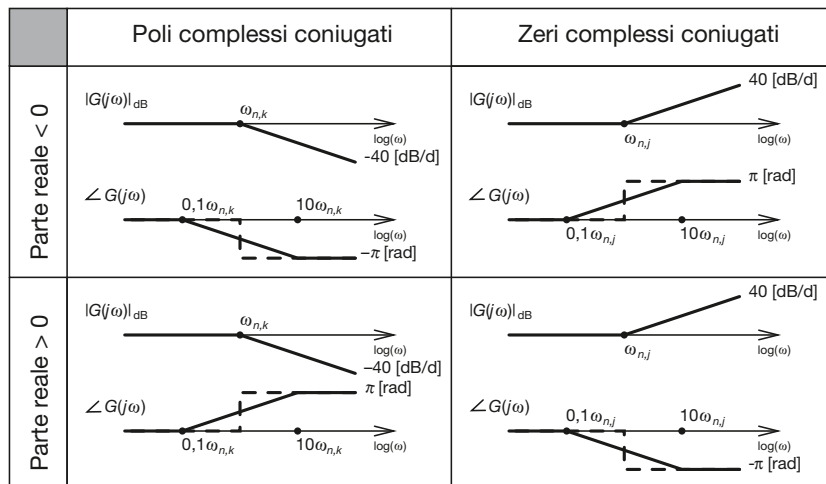 Poli complessi coniugati
Zeri complessi coniugati
Parte reale < 0
|G(jω)|dB
ωn,k
log(ω)
-40 [dB/d]
∠G(jω)
0,1ωn,k
10ωn,k
log(ω)
−π [rad]
|G(jω)|dB
40 [dB/d]
ωn,j
log(ω)
∠G(jω)
π [rad]
0,1ωn,j
10ωn,j
log(ω)
Parte reale > 0
|G(jω)|dB
ωn,k
log(ω)
−40 [dB/d]
∠G(jω)
π [rad]
0,1ωn,k
10ωn,k
log(ω)
|G(jω)|dB
40 [dB/d]
ωn,j
log(ω)
∠G(jω)
0,1ωn,j
10ωn,j
log(ω)
-π [rad]